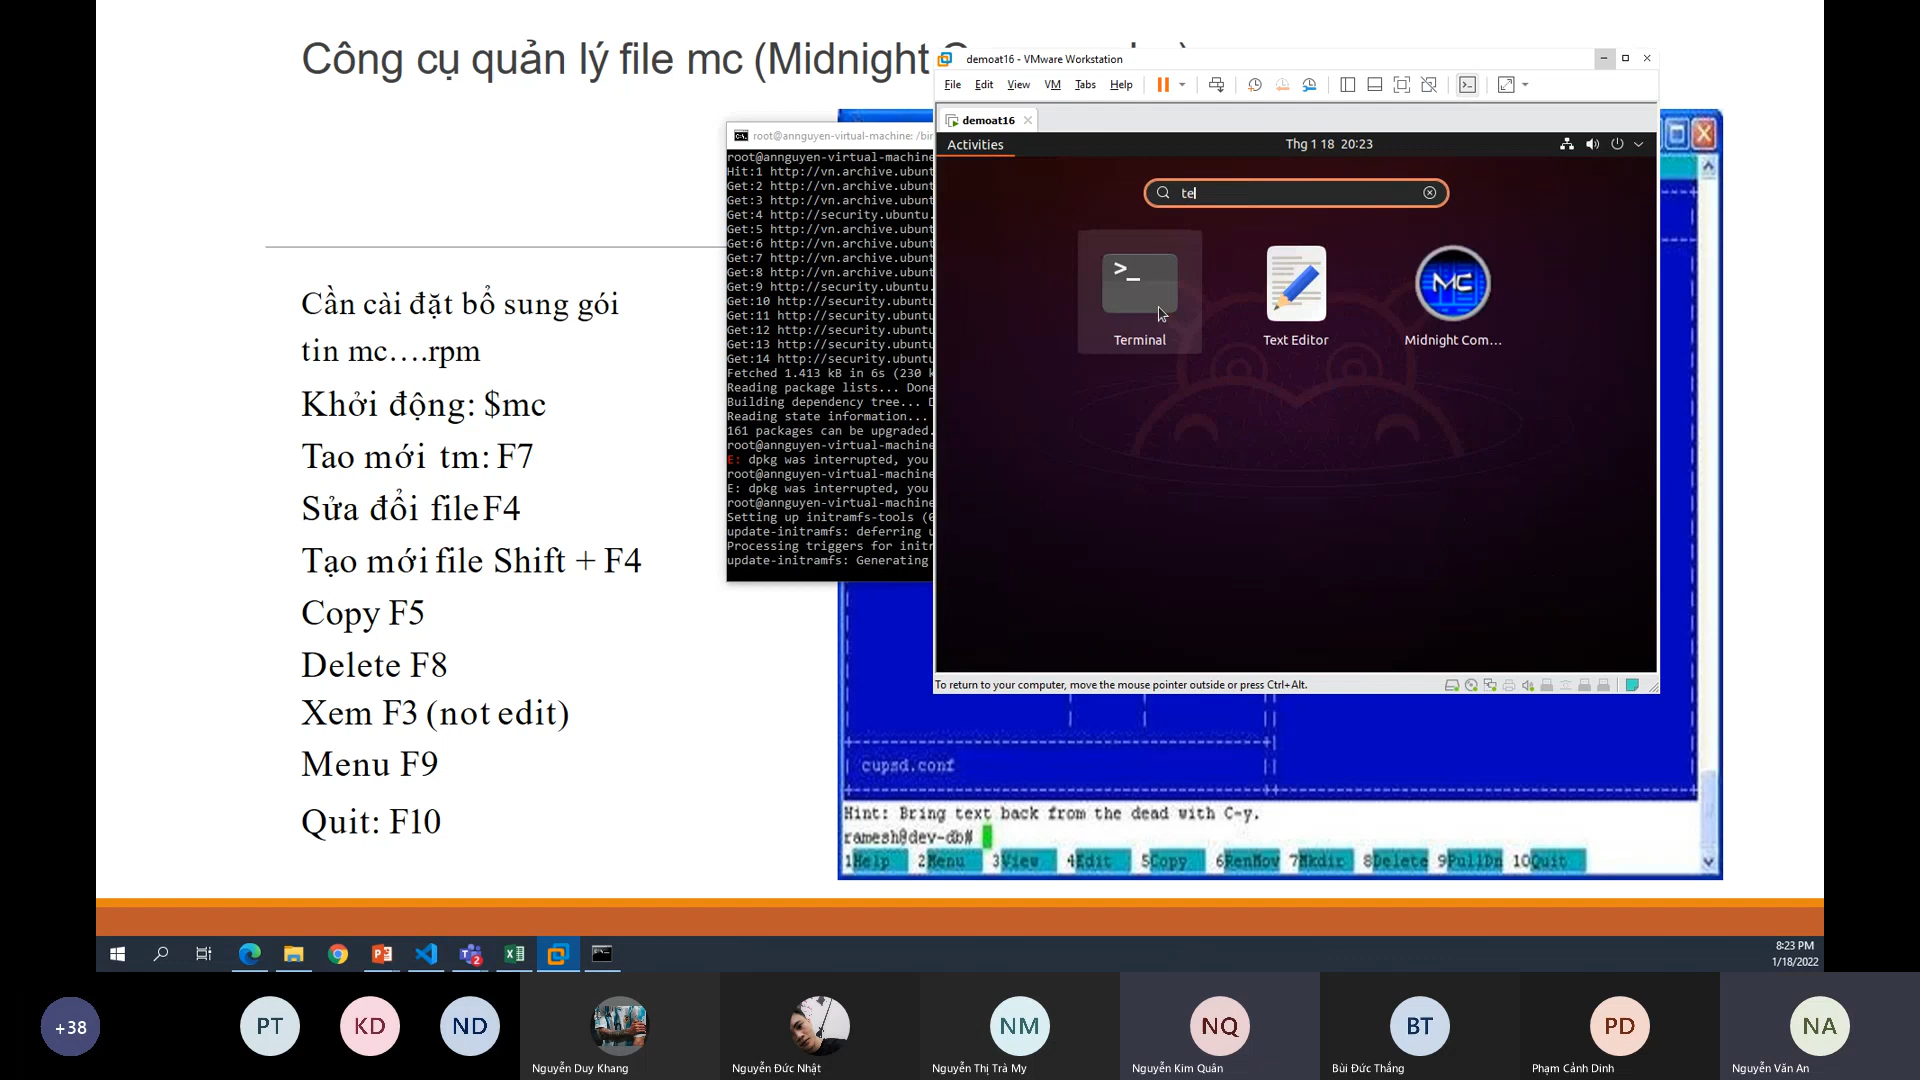 Công cụ quản lý file mc (Midnight
Cần cài đặt bổ sung gói
tin mc….rpm
Khởi động: $mc
Tao mới tm: F7
Sửa đổi file F4
Tạo mới file Shift + F4
Copy F5
Delete F8
Xem F3 (not edit)
Menu F9
Quit: F10
root@annguyen-virtual-machine: /bin
root@annguyen-virtual-machine
Hit:1 http://vn.archive.ubunt
Get:2 http://vn.archive.ubunt
Get:3 http://vn.archive.ubunt
Get:4 http://security.ubuntu.
Get:5 http://vn.archive.ubunt
Get:6 http://vn.archive.ubunt
Get:7 http://vn.archive.ubunt
Get:8 http://vn.archive.ubunt
Get:9 http://security.ubuntu.
Get:10 http://security.ubuntu
Get:11 http://security.ubuntu
Get:12 http://security.ubuntu
Get:13 http://security.ubuntu
Get:14 http://security.ubuntu
Fetched 1.413 kB in 6s (230 k
Reading package lists... Done
Building dependency tree... D
Reading state information...
161 packages can be upgraded.
root@annguyen-virtual-machine
E: dpkg was interrupted, you
root@annguyen-virtual-machine
E: dpkg was interrupted, you
root@annguyen-virtual-machine
Setting up initramfs-tools (0
update-initramfs: deferring u
Processing triggers for initr
update-initramfs: Generating
demoat16 - VMware Workstation
File Edit View VM Tabs Help
demoat16
Activities
Thg 1 18 20:23
te
Terminal
Text Editor
Midnight Com...
To return to your computer, move the mouse pointer outside or press Ctrl+Alt.
cupsd.conf
Hint: Bring text back from the dead with C-y.
ramesh@dev-db#
1Help 2Menu 3View 4Edit 5Copy 6RenMov 7Mkdir 8Delete 9PullDn 10Quit
8:23 PM
1/18/2022
+38
PT
KD
ND
NM
NQ
BT
PD
NA
Nguyễn Duy Khang
Nguyễn Đức Nhật
Nguyễn Thị Trà My
Nguyễn Kim Quân
Bùi Đức Thắng
Phạm Cảnh Dinh
Nguyễn Văn An